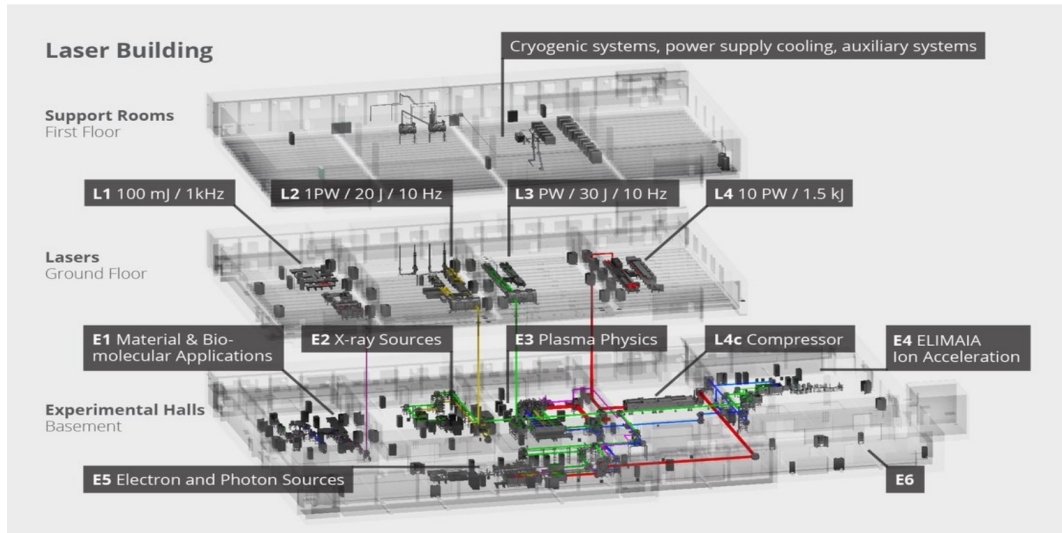 Laser Building
Cryogenic systems, power supply cooling, auxiliary systems
Support Rooms
First Floor
L1 100 mJ / 1kHz
L2 1PW / 20 J / 10 Hz
L3 PW / 30 J / 10 Hz
L4 10 PW / 1.5 kJ
Lasers
Ground Floor
E1 Material & Bio-
molecular Applications
E2 X-ray Sources
E3 Plasma Physics
L4c Compressor
E4 ELIMAIA
Ion Acceleration
Experimental Halls
Basement
E5 Electron and Photon Sources
E6